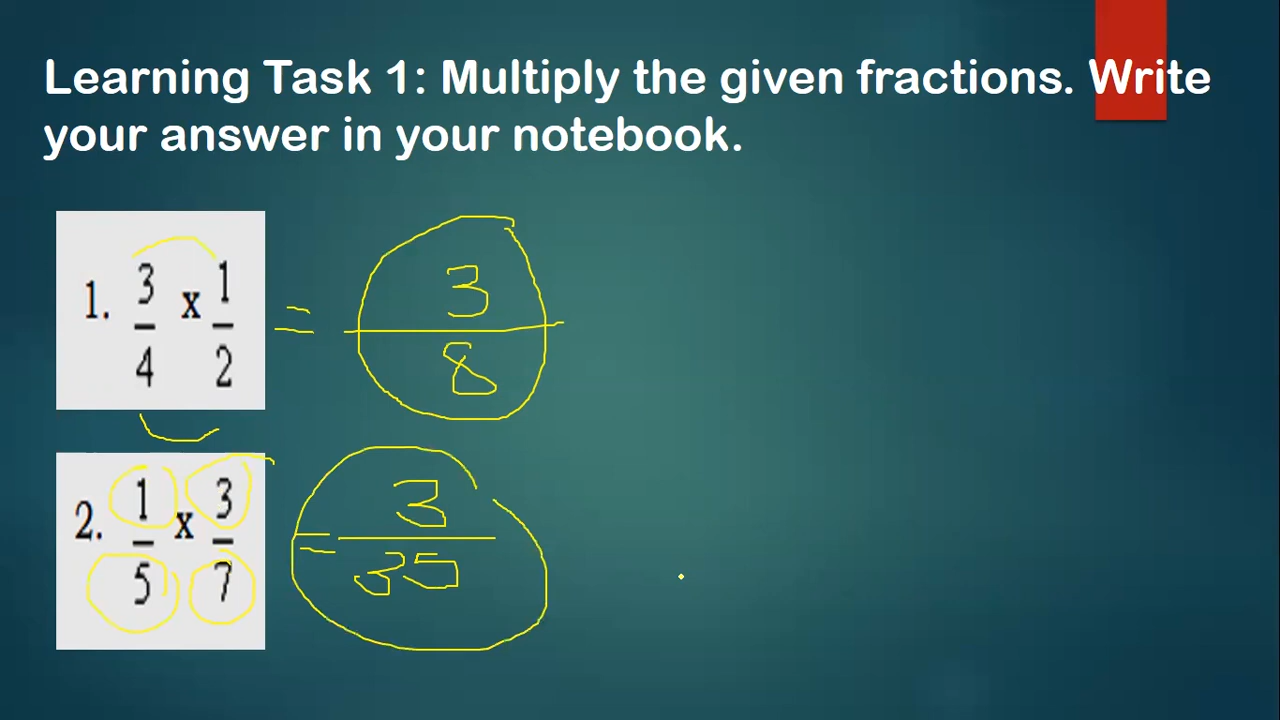 Learning Task 1: Multiply the given fractions. Write
your answer in your notebook.
1. 3/4 x 1/2 = 3/8
2. 1/5 x 3/7 = 3/35